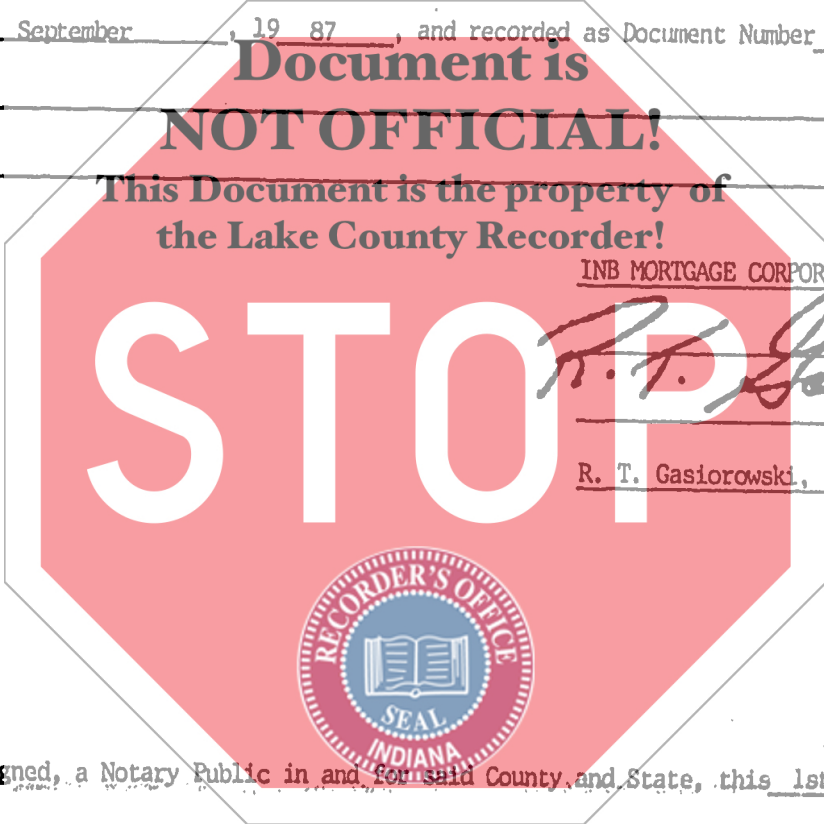 September , 19 87 , and recorded as Document Number
Document is
NOT OFFICIAL!
This Document is the property of
the Lake County Recorder!
INB MORTGAGE CORPOR
R. T.
STOP
R. T. Gasiorowski,
RECORDER'S OFFICE
SEAL
INDIANA
gned, a Notary Public in and for said County and State, this 1st